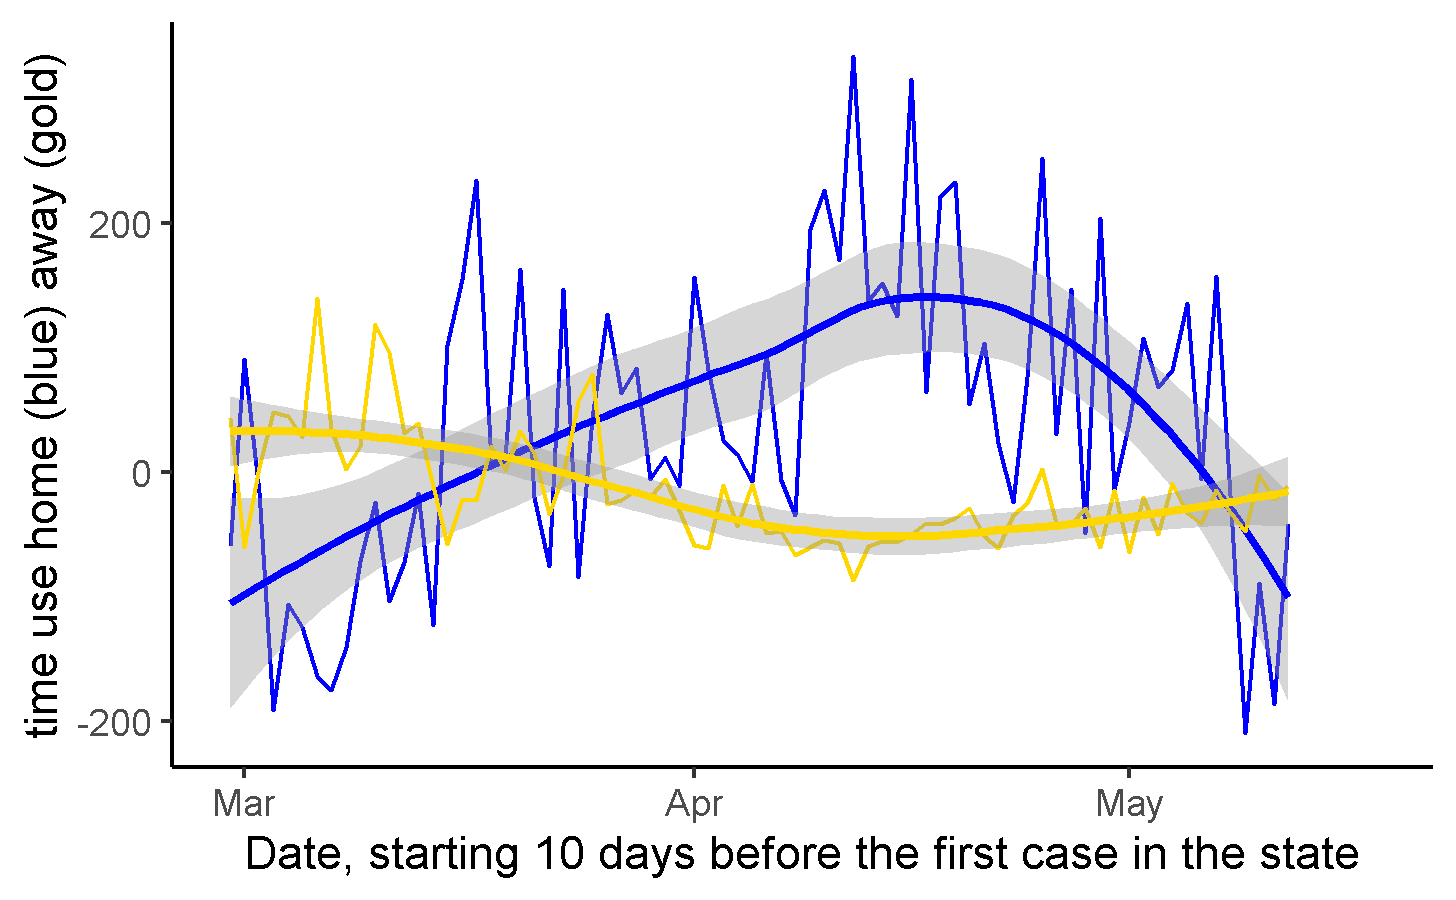 time use home (blue) away (gold)
200
0
-200
Mar Apr May
Date, starting 10 days before the first case in the state